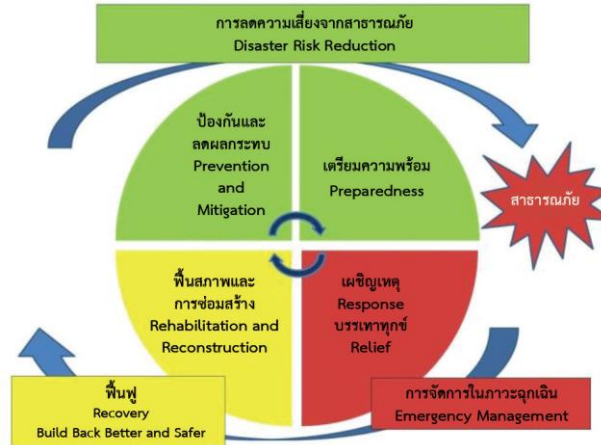 การลดความเสี่ยงจากสาธารณภัย
Disaster Risk Reduction
ป้องกันและ
ลดผลกระทบ
Prevention
and
Mitigation
เตรียมความพร้อม
Preparedness
สาธารณภัย
ฟื้นสภาพและ
การซ่อมสร้าง
Rehabilitation and
Reconstruction
เผชิญเหตุ
Response
บรรเทาทุกข์
Relief
ฟื้นฟู
Recovery
Build Back Better and Safer
การจัดการในภาวะฉุกเฉิน
Emergency Management